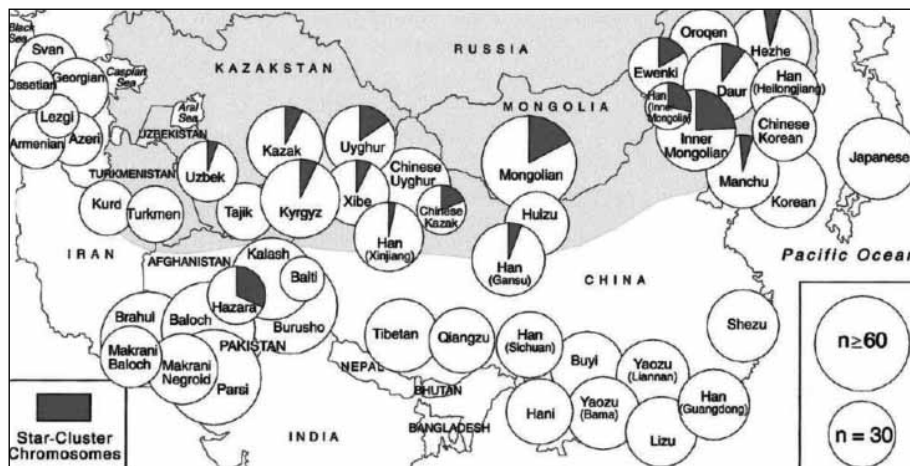 Black
Sea
Svan
Ossetian
Georgian
Caspian
Sea
Lezgi
Armenian
Azeri
KAZAKSTAN
Aral
Sea
UZBEKISTAN
TURKMENISTAN
Uzbek
Kurd
Turkmen
Tajik
IRAN
RUSSIA
MONGOLIA
Kazak
Uyghur
Kyrgyz
Xibe
Chinese
Uyghur
Chinese
Kazak
Han
(Xinjiang)
Mongolian
Huizu
Han
(Gansu)
Oroqen
Hezhe
Ewenki
Daur
Han
(Heilongjiang)
Han
(Inner
Mongolia)
Inner
Mongolian
Chinese
Korean
Manchu
Korean
Japanese
Pacific Ocean
CHINA
AFGHANISTAN
Kalash
Balti
Hazara
Burusho
Brahui
Baloch
PAKISTAN
Makrani
Baloch
Makrani
Negroid
Parsi
Tibetan
Qiangzu
Han
(Sichuan)
NEPAL
BHUTAN
BANGLADESH
INDIA
Buyi
Yaozu
(Liannan)
Hani
Yaozu
(Bama)
Lizu
Han
(Guangdong)
Shezu
Star-Cluster
Chromosomes
n≥60
n = 30